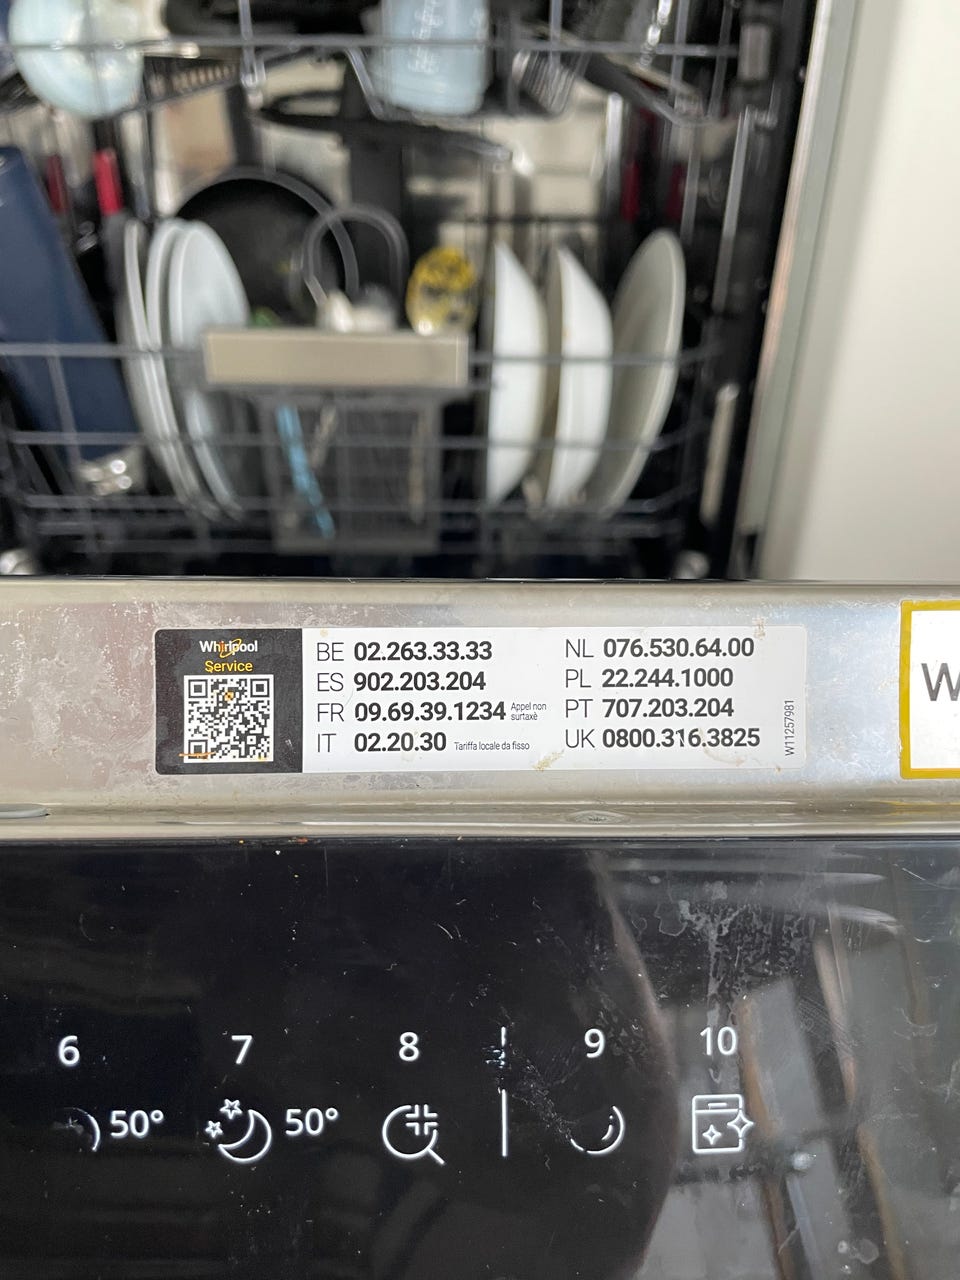 Whirlpool
Service
BE 02.263.33.33
ES 902.203.204
FR 09.69.39.1234 Appel non surtaxè
IT 02.20.30 Tariffa locale da fisso
NL 076.530.64.00
PL 22.244.1000
PT 707.203.204
UK 0800.316.3825
W11257981
W
6 7 8 9 10
50° 50°